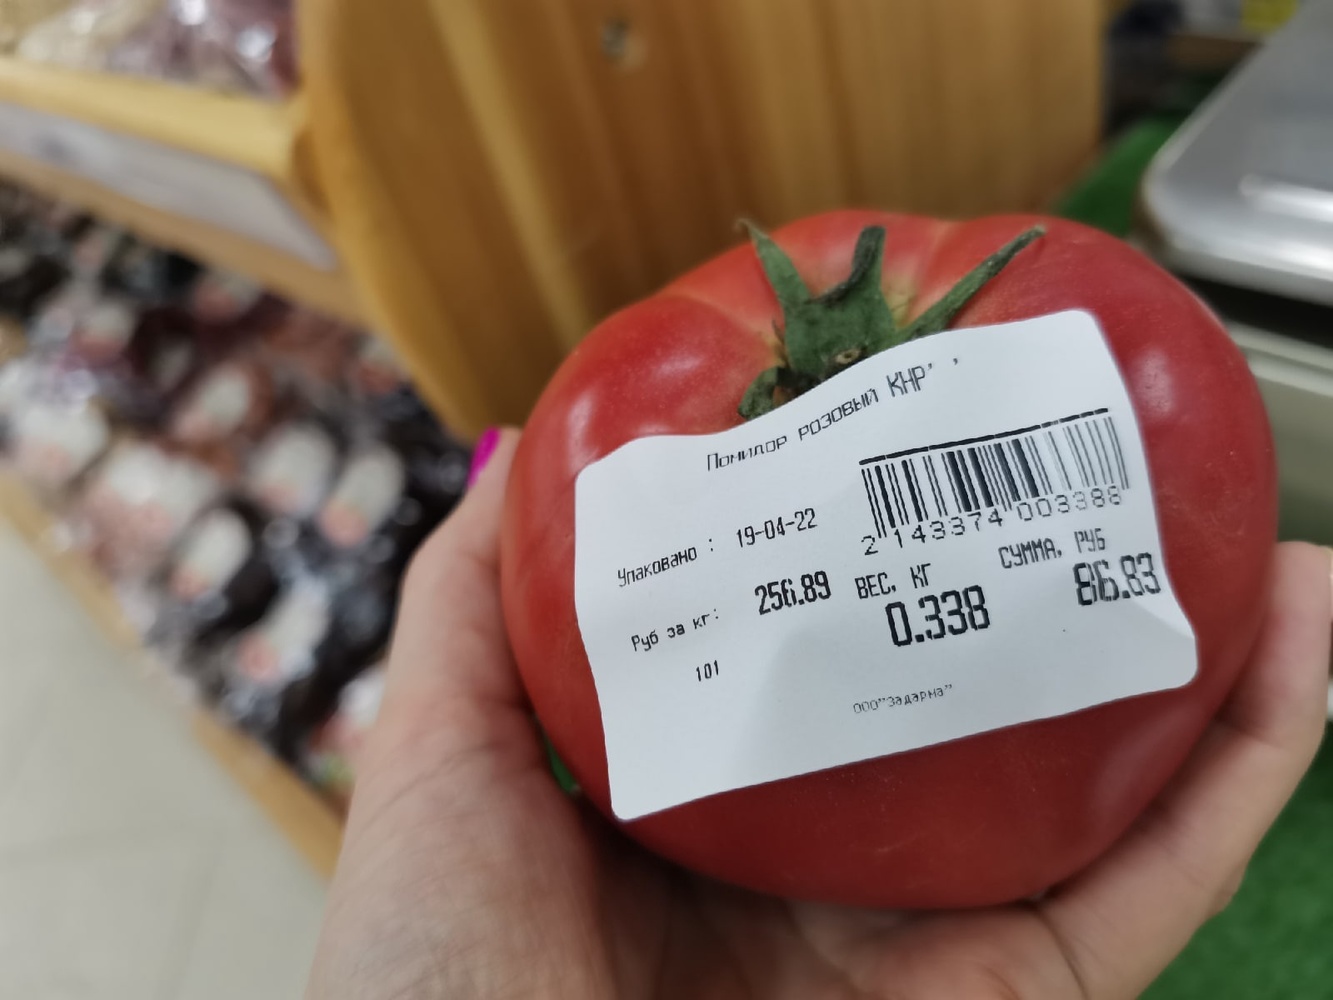 Помидор розовый КНР' '
2 143374 003388
Упаковано : 19-04-22
Руб за кг: 256.89
ВЕС, КГ
0.338
СУММА, РУБ
86.83
101
ООО"Задарма"